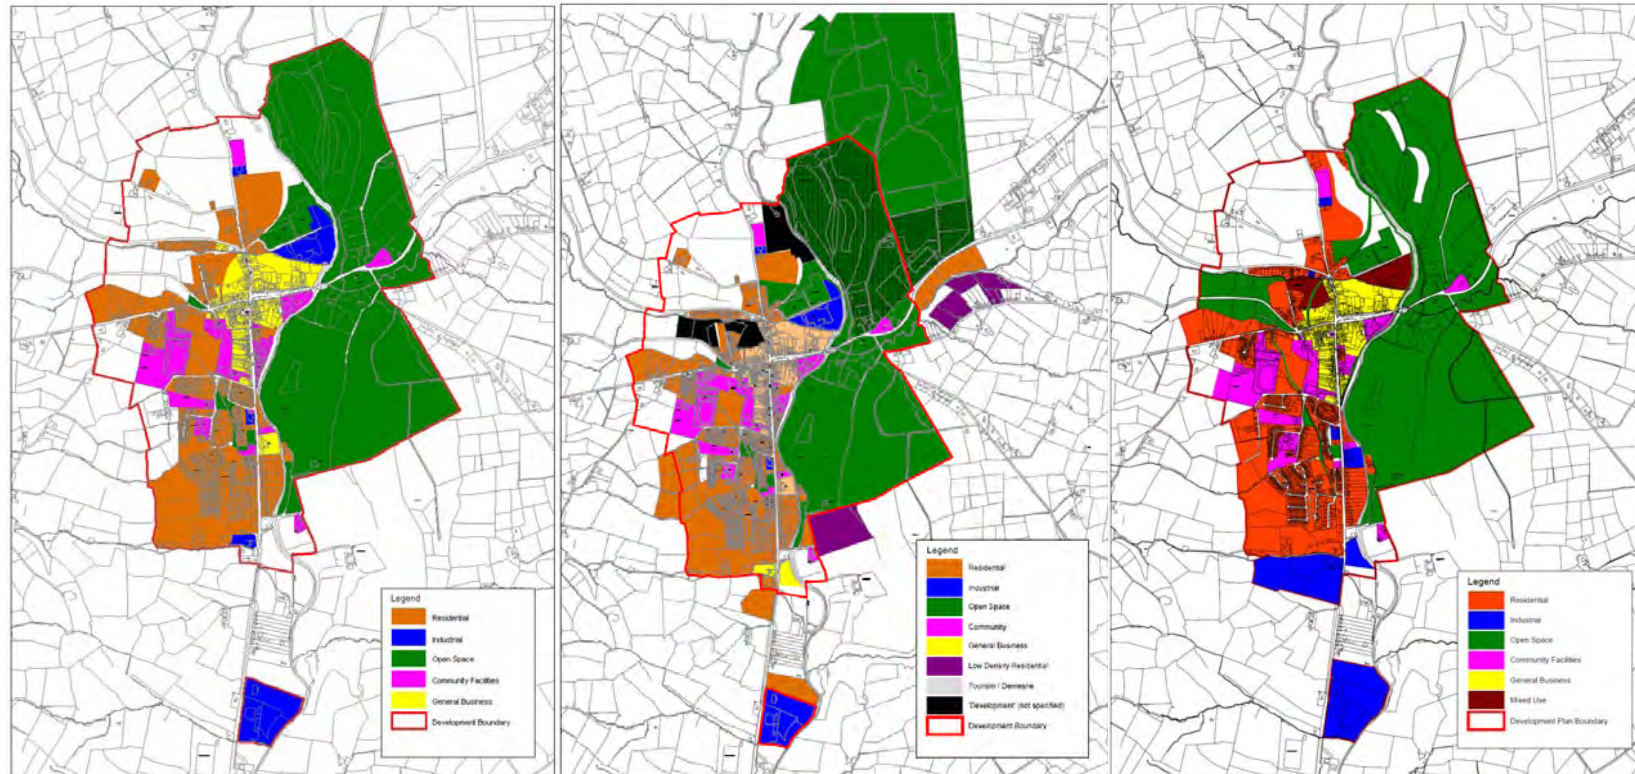 Legend
Residential
Industrial
Open Space
Community Facilities
General Business
Development Boundary
Legend
Residential
Industrial
Open Space
Community
General Business
Low Density Residential
Tourism / Demesne
'Development' (not specified)
Development Boundary
Legend
Residential
Industrial
Open Space
Community Facilities
General Business
Mixed Use
Development Plan Boundary